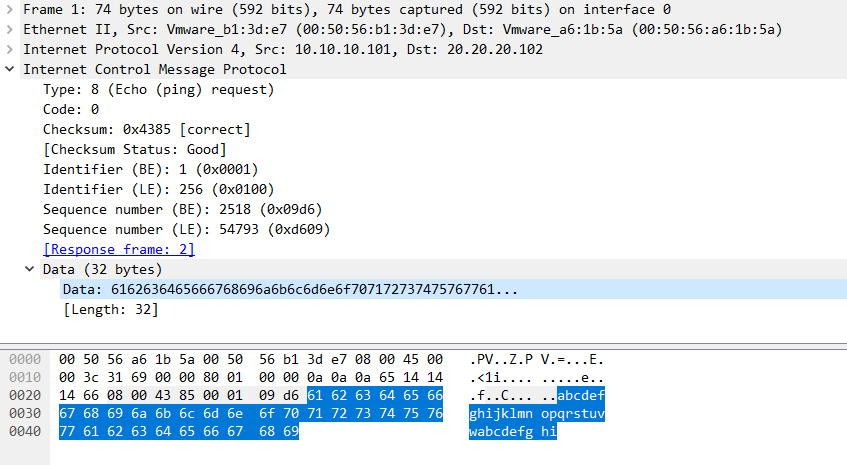 Frame 1: 74 bytes on wire (592 bits), 74 bytes captured (592 bits) on interface 0
Ethernet II, Src: Vmware_b1:3d:e7 (00:50:56:b1:3d:e7), Dst: Vmware_a6:1b:5a (00:50:56:a6:1b:5a)
Internet Protocol Version 4, Src: 10.10.10.101, Dst: 20.20.20.102
Internet Control Message Protocol
Type: 8 (Echo (ping) request)
Code: 0
Checksum: 0x4385 [correct]
[Checksum Status: Good]
Identifier (BE): 1 (0x0001)
Identifier (LE): 256 (0x0100)
Sequence number (BE): 2518 (0x09d6)
Sequence number (LE): 54793 (0xd609)
[Response frame: 2]
Data (32 bytes)
Data: 6162636465666768696a6b6c6d6e6f707172737475767761...
[Length: 32]
0000 00 50 56 a6 1b 5a 00 50 56 b1 3d e7 08 00 45 00 .PV..Z.P V.=...E.
0010 00 3c 31 69 00 00 80 01 00 00 0a 0a 0a 65 14 14 .<1i.... .....e..
0020 14 66 08 00 43 85 00 01 09 d6 61 62 63 64 65 66 .f..C... ..abcdef
0030 67 68 69 6a 6b 6c 6d 6e 6f 70 71 72 73 74 75 76 ghijklmn opqrstuv
0040 77 61 62 63 64 65 66 67 68 69 wabcdefg hi